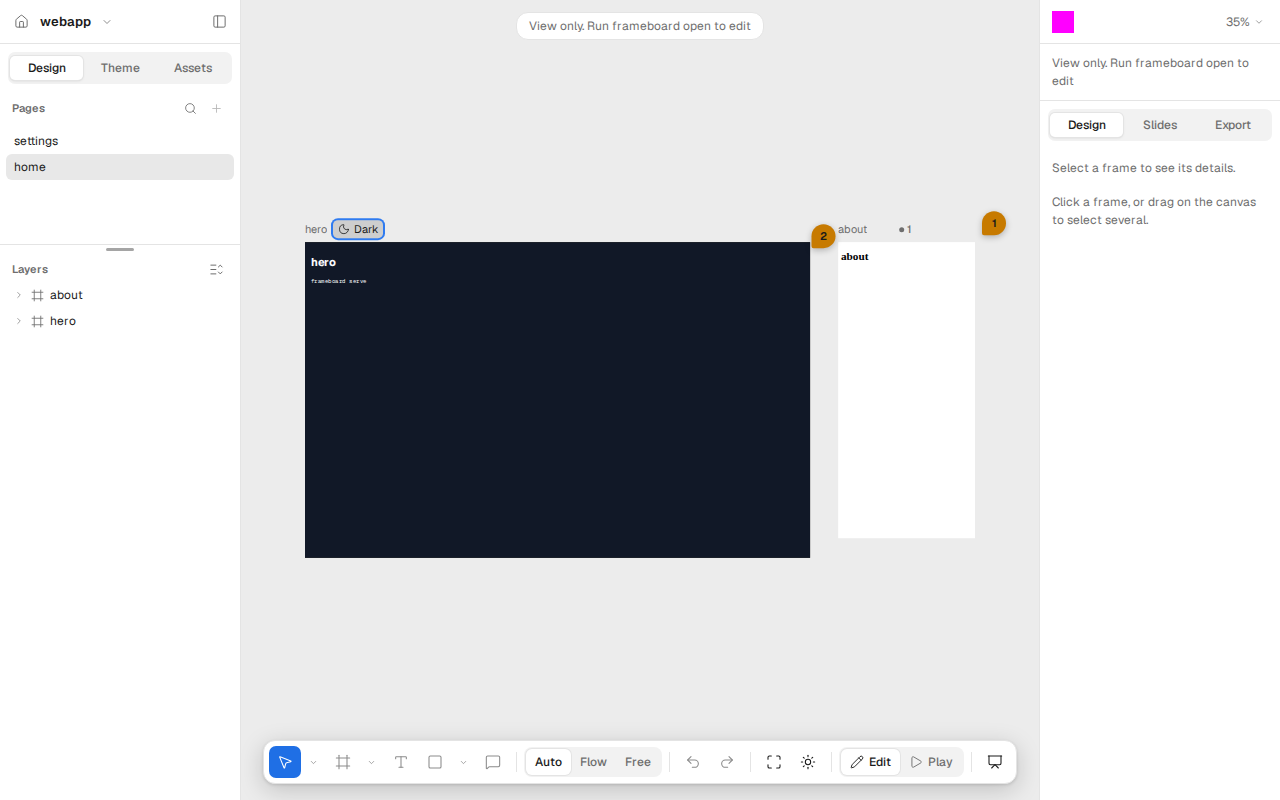 webapp
View only. Run frameboard open to edit
35%
View only. Run frameboard open to
edit
Design Theme Assets
Design Slides Export
Pages
settings
home
Select a frame to see its details.
Click a frame, or drag on the canvas
to select several.
hero Dark
2
about 1
1
hero
frameboard serve
about
Layers
about
hero
Auto Flow Free Edit Play